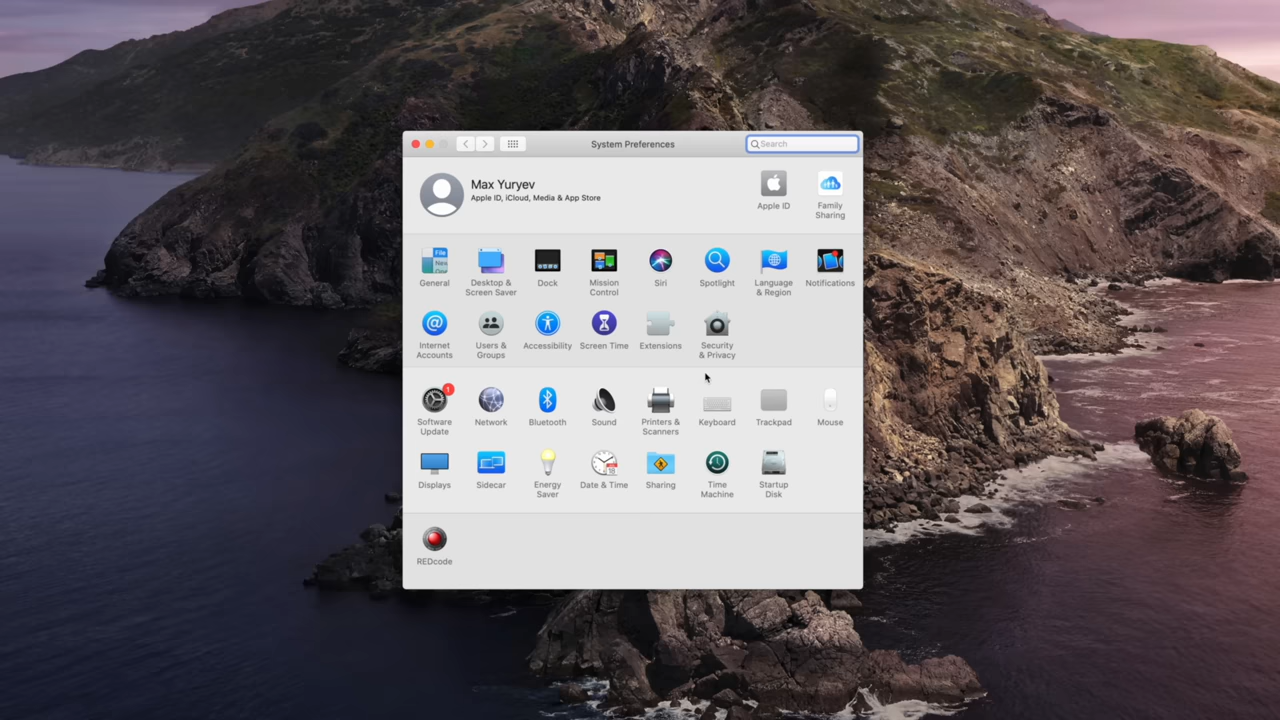 System Preferences
Search
Max Yuryev
Apple ID, iCloud, Media & App Store
Apple ID
Family
Sharing
File
New
General
Desktop &
Screen Saver
Dock
Mission
Control
Siri
Spotlight
Language
& Region
Notifications
@
Internet
Accounts
Users &
Groups
Accessibility
Screen Time
Extensions
Security
& Privacy
1
Software
Update
Network
Bluetooth
Sound
Printers &
Scanners
Keyboard
Trackpad
Mouse
Displays
Sidecar
Energy
Saver
Date & Time
Sharing
Time
Machine
Startup
Disk
REDcode